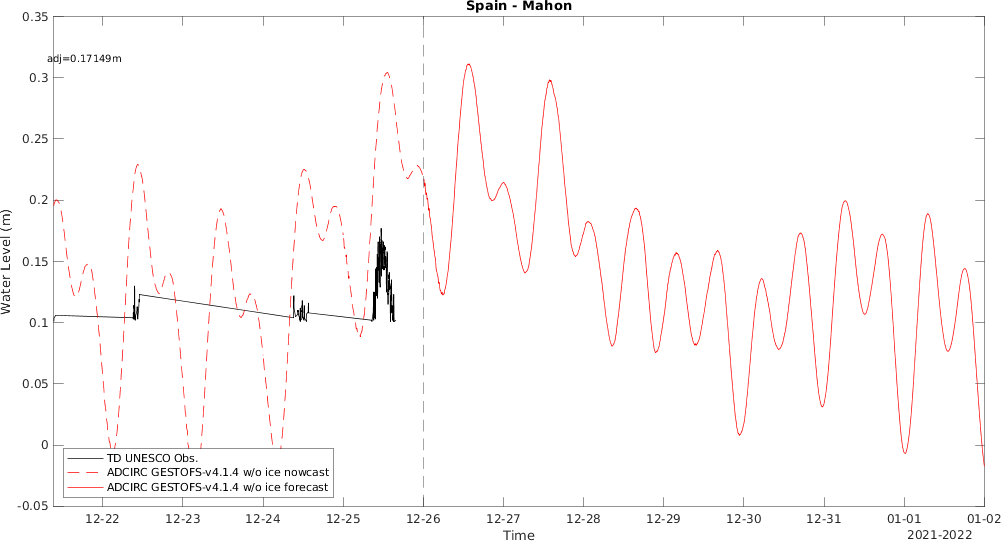 Spain - Mahon
0.35
adj=0.17149m
0.3
0.25
0.2
0.15
0.1
0.05
0
-0.05
Water Level (m)
TD UNESCO Obs.
ADCIRC GESTOFS-v4.1.4 w/o ice nowcast
ADCIRC GESTOFS-v4.1.4 w/o ice forecast
12-22 12-23 12-24 12-25 12-26 12-27 12-28 12-29 12-30 12-31 01-01 01-02
Time
2021-2022